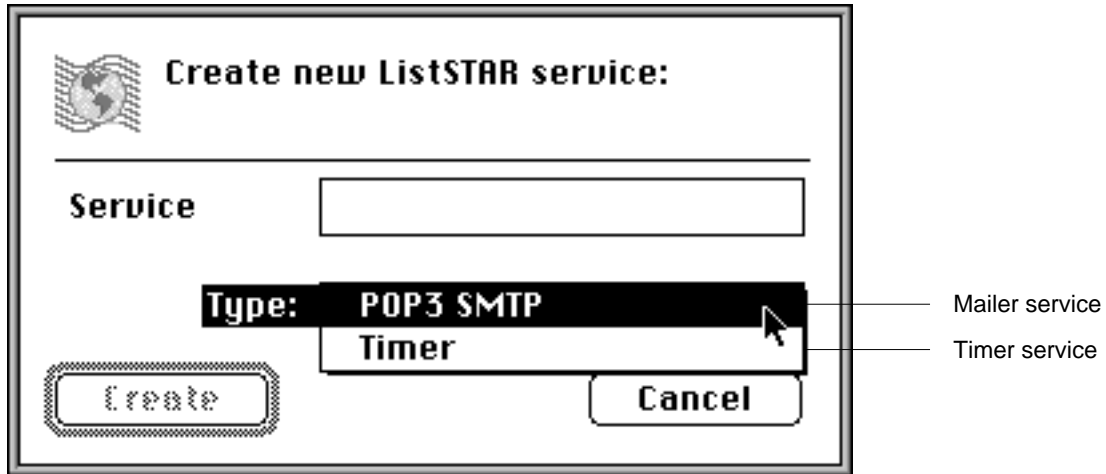 Create new ListSTAR service:
Service
Type: POP3 SMTP
Mailer service
Timer
Timer service
Create
Cancel